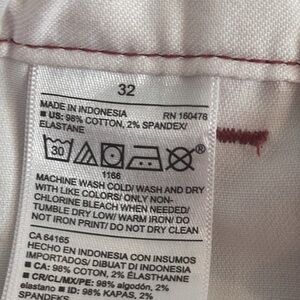 32
MADE IN INDONESIA RN 160478
■ US: 98% COTTON, 2% SPANDEX/
ELASTANE
30
1166
MACHINE WASH COLD/ WASH AND DRY
WITH LIKE COLORS/ ONLY NON-
CHLORINE BLEACH WHEN NEEDED/
TUMBLE DRY LOW/ WARM IRON/ DO
NOT IRON PRINT/ DO NOT DRY CLEAN
CA 64165
HECHO EN INDONESIA CON INSUMOS
IMPORTADOS/ DIBUAT DI INDONESIA
■ CA: 98% COTTON, 2% ELASTHANNE
■ CR/CL/MX/PE: 98% algodón, 2%
elastano ■ ID: 98% KAPAS, 2%
SPANDEKS